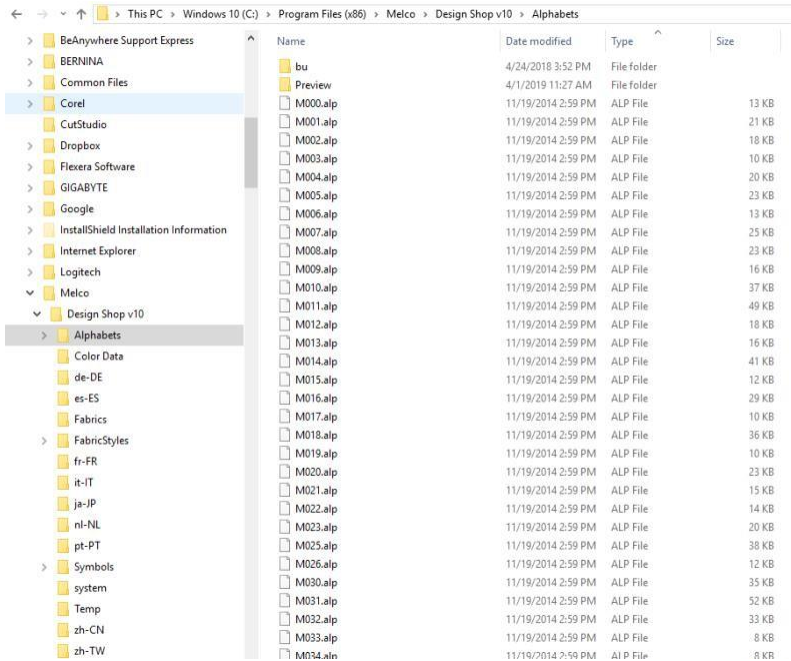 This PC > Windows 10 (C:) > Program Files (x86) > Melco > Design Shop v10 > Alphabets
BeAnywhere Support Express
BERNINA
Common Files
Corel
CutStudio
Dropbox
Flexera Software
GIGABYTE
Google
InstallShield Installation Information
Internet Explorer
Logitech
Melco
Design Shop v10
Alphabets
Color Data
de-DE
es-ES
Fabrics
FabricStyles
fr-FR
it-IT
ja-JP
nl-NL
pt-PT
Symbols
system
Temp
zh-CN
zh-TW
Name Date modified Type Size
bu 4/24/2018 3:52 PM File folder
Preview 4/1/2019 11:27 AM File folder
M000.alp 11/19/2014 2:59 PM ALP File 13 KB
M001.alp 11/19/2014 2:59 PM ALP File 21 KB
M002.alp 11/19/2014 2:59 PM ALP File 18 KB
M003.alp 11/19/2014 2:59 PM ALP File 10 KB
M004.alp 11/19/2014 2:59 PM ALP File 20 KB
M005.alp 11/19/2014 2:59 PM ALP File 23 KB
M006.alp 11/19/2014 2:59 PM ALP File 13 KB
M007.alp 11/19/2014 2:59 PM ALP File 25 KB
M008.alp 11/19/2014 2:59 PM ALP File 23 KB
M009.alp 11/19/2014 2:59 PM ALP File 16 KB
M010.alp 11/19/2014 2:59 PM ALP File 37 KB
M011.alp 11/19/2014 2:59 PM ALP File 49 KB
M012.alp 11/19/2014 2:59 PM ALP File 18 KB
M013.alp 11/19/2014 2:59 PM ALP File 16 KB
M014.alp 11/19/2014 2:59 PM ALP File 41 KB
M015.alp 11/19/2014 2:59 PM ALP File 12 KB
M016.alp 11/19/2014 2:59 PM ALP File 29 KB
M017.alp 11/19/2014 2:59 PM ALP File 10 KB
M018.alp 11/19/2014 2:59 PM ALP File 36 KB
M019.alp 11/19/2014 2:59 PM ALP File 10 KB
M020.alp 11/19/2014 2:59 PM ALP File 23 KB
M021.alp 11/19/2014 2:59 PM ALP File 15 KB
M022.alp 11/19/2014 2:59 PM ALP File 14 KB
M023.alp 11/19/2014 2:59 PM ALP File 20 KB
M025.alp 11/19/2014 2:59 PM ALP File 38 KB
M026.alp 11/19/2014 2:59 PM ALP File 12 KB
M030.alp 11/19/2014 2:59 PM ALP File 35 KB
M031.alp 11/19/2014 2:59 PM ALP File 52 KB
M032.alp 11/19/2014 2:59 PM ALP File 33 KB
M033.alp 11/19/2014 2:59 PM ALP File 8 KB
M034.alp 11/19/2014 2:59 PM ALP File 8 KB